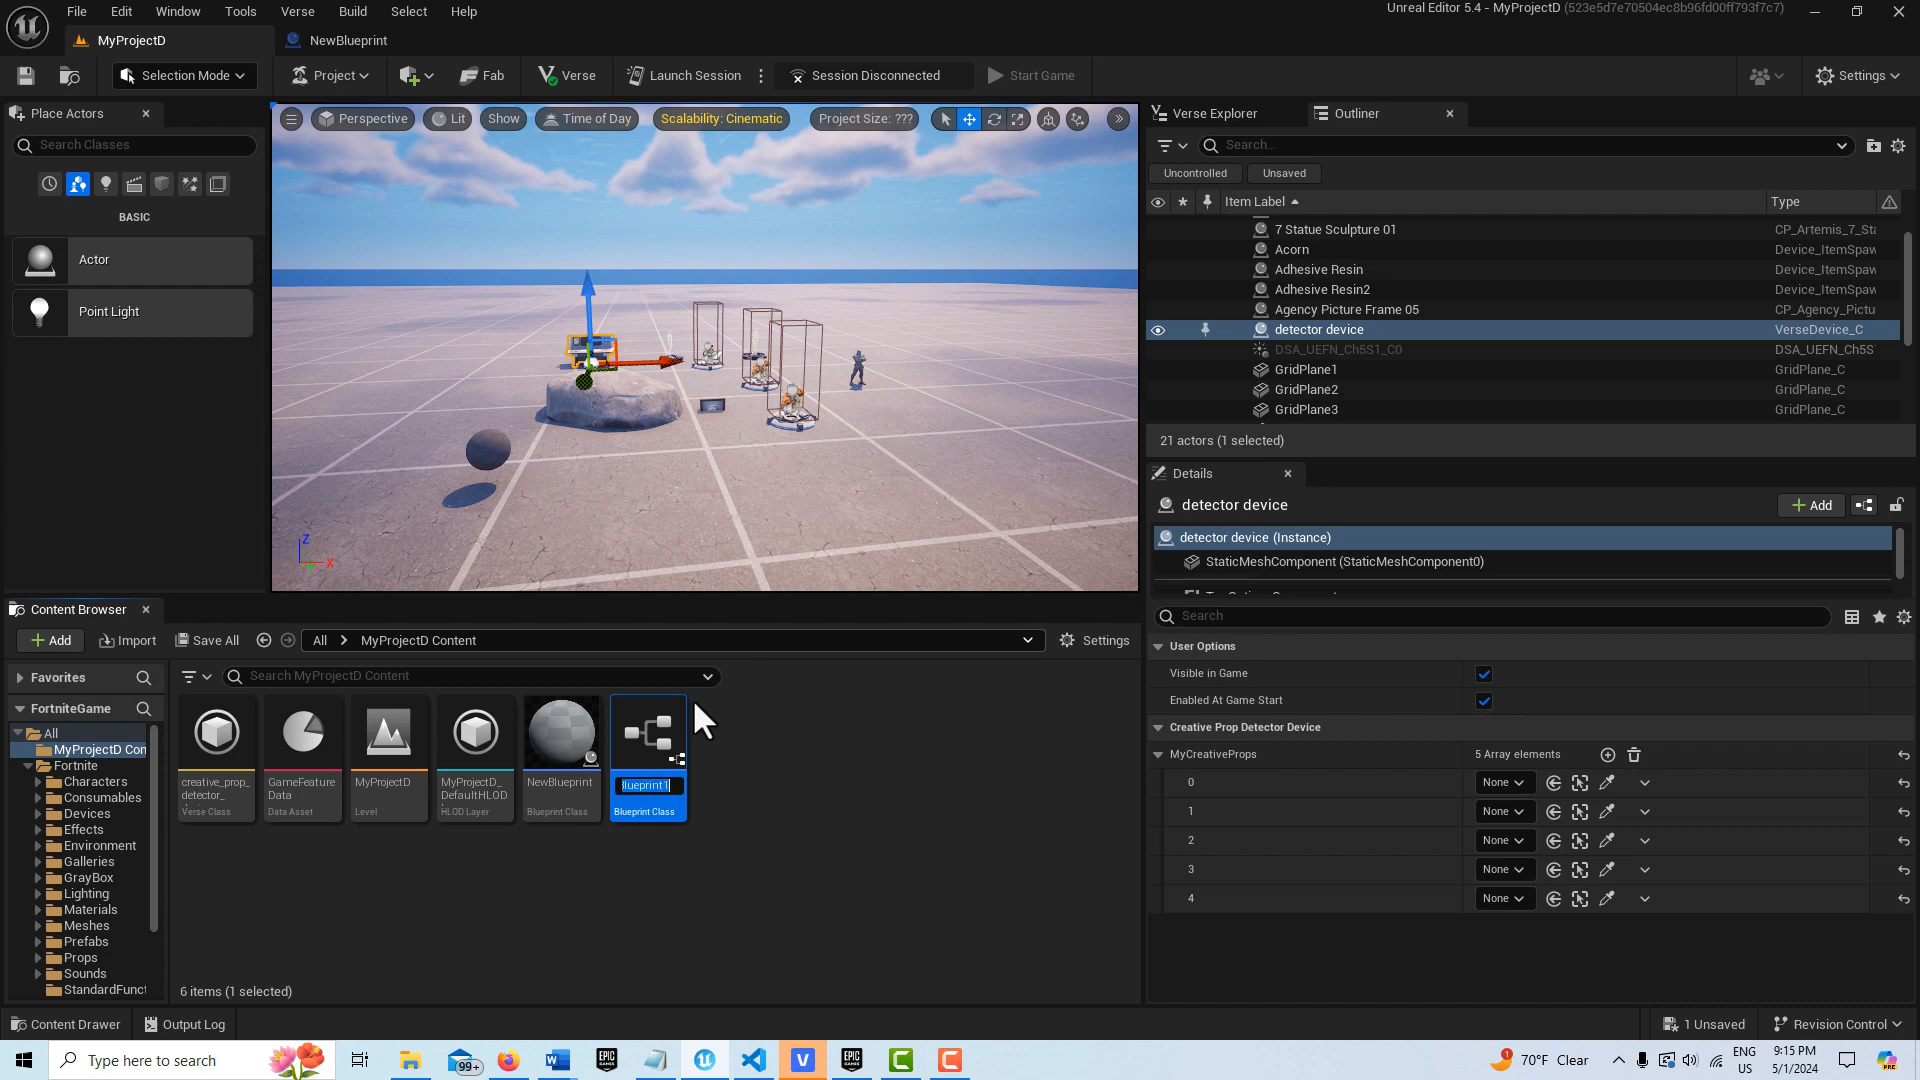 File Edit Window Tools Verse Build Select Help
Unreal Editor 5.4 - MyProjectD (523e5d7e70504ec8b96fd00ff793f7c7)
MyProjectD NewBlueprint
Selection Mode Project Fab Verse Launch Session Session Disconnected Start Game Settings
Place Actors
Search Classes
BASIC
Actor
Point Light
Perspective Lit Show Time of Day Scalability: Cinematic Project Size: ???
Z
X
Verse Explorer Outliner
Search...
Uncontrolled Unsaved
Item Label Type
7 Statue Sculpture 01 CP_Artemis_7_Sta
Acorn Device_ItemSpaw
Adhesive Resin Device_ItemSpaw
Adhesive Resin2 Device_ItemSpaw
Agency Picture Frame 05 CP_Agency_Pictu
detector device VerseDevice_C
DSA_UEFN_Ch5S1_C0 DSA_UEFN_Ch5S
GridPlane1 GridPlane_C
GridPlane2 GridPlane_C
GridPlane3 GridPlane_C
21 actors (1 selected)
Details
detector device Add
detector device (Instance)
StaticMeshComponent (StaticMeshComponent0)
Search
User Options
Visible in Game
Enabled At Game Start
Creative Prop Detector Device
MyCreativeProps 5 Array elements
0 None
1 None
2 None
3 None
4 None
Content Browser
Add Import Save All All MyProjectD Content Settings
Favorites
FortniteGame
All
MyProjectD Con
Fortnite
Characters
Consumables
Devices
Effects
Environment
Galleries
GrayBox
Lighting
Materials
Meshes
Prefabs
Props
Sounds
StandardFunct
Search MyProjectD Content
creative_prop_
detector_
Verse Class
GameFeature
Data
Data Asset
MyProjectD
Level
MyProjectD_
DefaultHLOD
HLOD Layer
NewBlueprint
Blueprint Class
Blueprint1
Blueprint Class
6 items (1 selected)
Content Drawer Output Log 1 Unsaved Revision Control
Type here to search
99+
EPIC
GAMES
EPIC
GAMES
1
70°F Clear
ENG
US
9:15 PM
5/1/2024
PRE